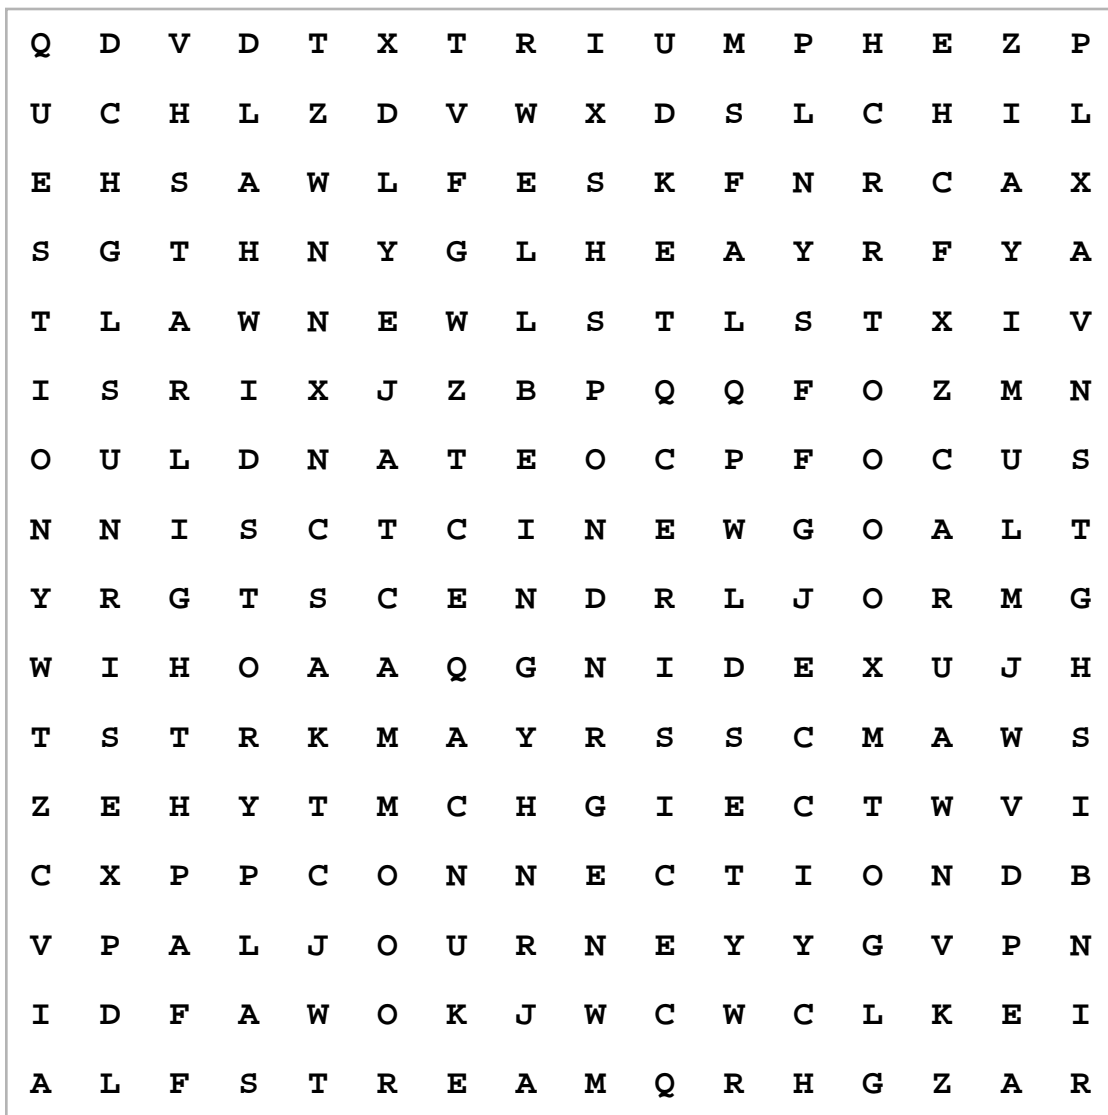 Q D V D T X T R I U M P H E Z P
U C H L Z D V W X D S L C H I L
E H S A W L F E S K F N R C A X
S G T H N Y G L H E A Y R F Y A
T L A W N E W L S T L S T X I V
I S R I X J Z B P Q Q F O Z M N
O U L D N A T E O C P F O C U S
N N I S C T C I N E W G O A L T
Y R G T S C E N D R L J O R M G
W I H O A A Q G N I D E X U J H
T S T R K M A Y R S S C M A W S
Z E H Y T M C H G I E C T W V I
C X P P C O N N E C T I O N D B
V P A L J O U R N E Y Y G V P N
I D F A W O K J W C W C L K E I
A L F S T R E A M Q R H G Z A R